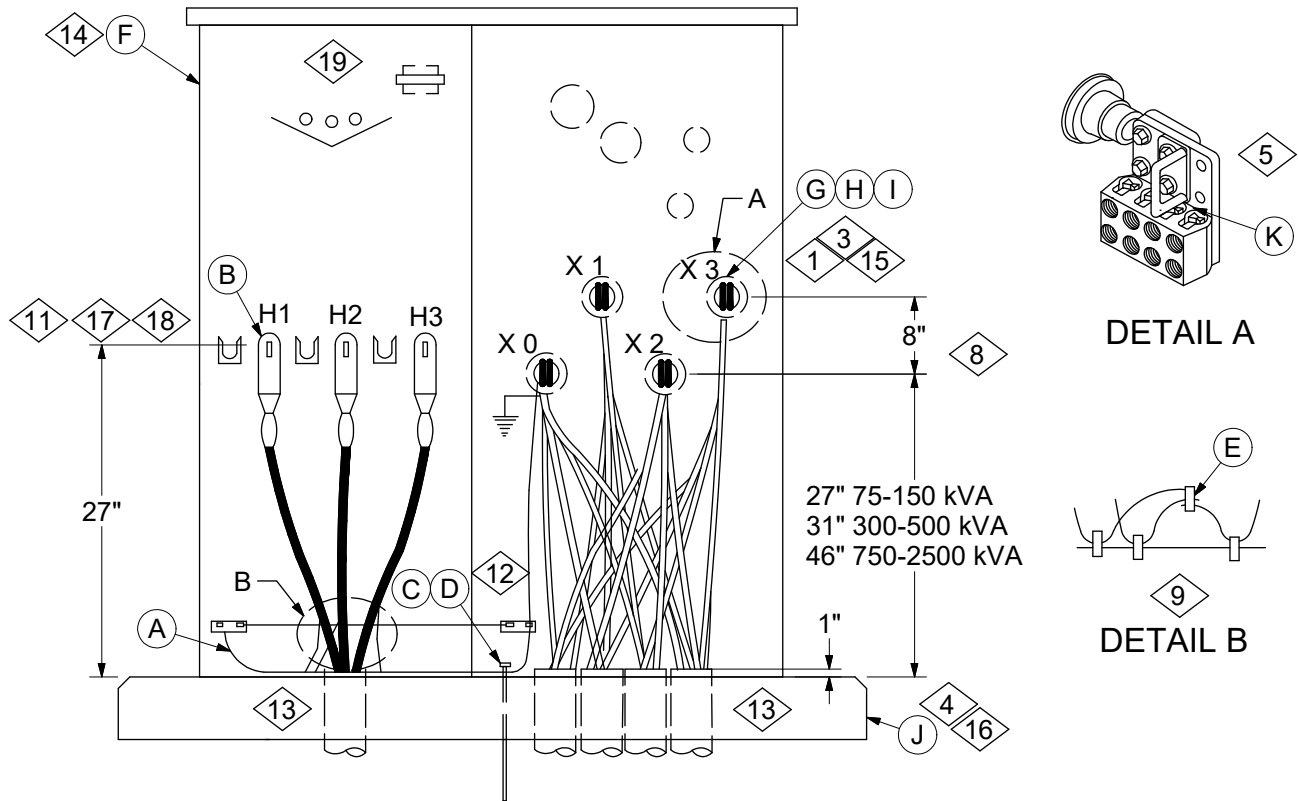 14 F
19
5
G H I
A
K
3
1 15
B
X 1
X 3
11 17 18
H1 H2 H3
8"
DETAIL A
X 0
X 2
8
27"
E
27" 75-150 kVA
31" 300-500 kVA
46" 750-2500 kVA
B
C D
12
A
9
1"
DETAIL B
13
13
4
J
16